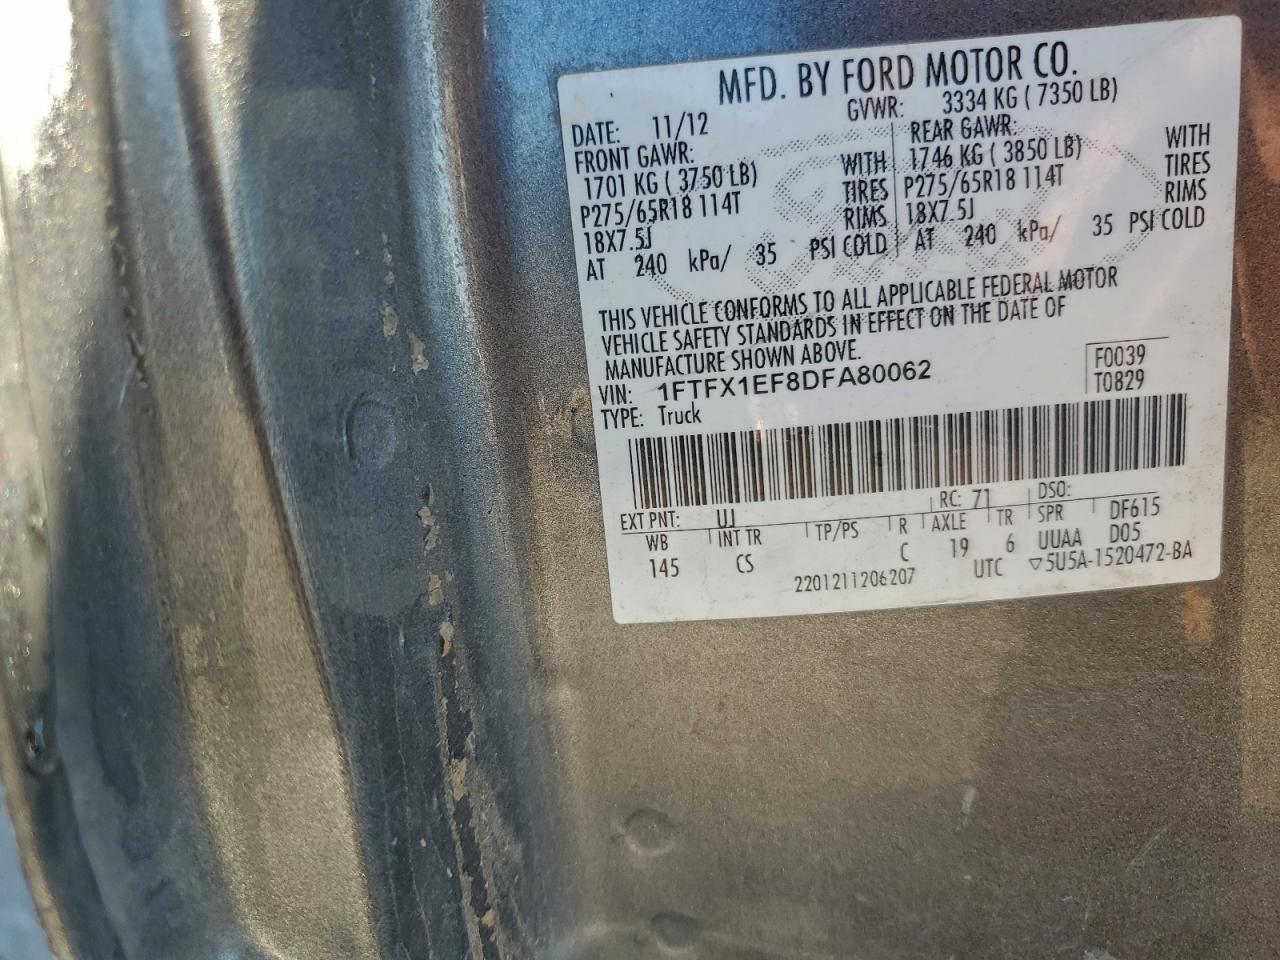 MFD. BY FORD MOTOR CO.
DATE: 11/12 GVWR: 3334 KG ( 7350 LB)
FRONT GAWR: REAR GAWR:
1701 KG ( 3750 LB) WITH 1746 KG ( 3850 LB) WITH
P275/65R18 114T TIRES P275/65R18 114T TIRES
18X7.5J RIMS 18X7.5J RIMS
AT 240 kPa/ 35 PSI COLD AT 240 kPa/ 35 PSI COLD
THIS VEHICLE CONFORMS TO ALL APPLICABLE FEDERAL MOTOR
VEHICLE SAFETY STANDARDS IN EFFECT ON THE DATE OF
MANUFACTURE SHOWN ABOVE.
VIN: 1FTFX1EF8DFA80062 F0039
TYPE: Truck T0829
EXT PNT: UJ RC: 71 DSO:
WB INT TR TP/PS R AXLE TR SPR DF615
145 CS C 19 6 UUAA D05
2201211206207 UTC ▽5U5A-1520472-BA